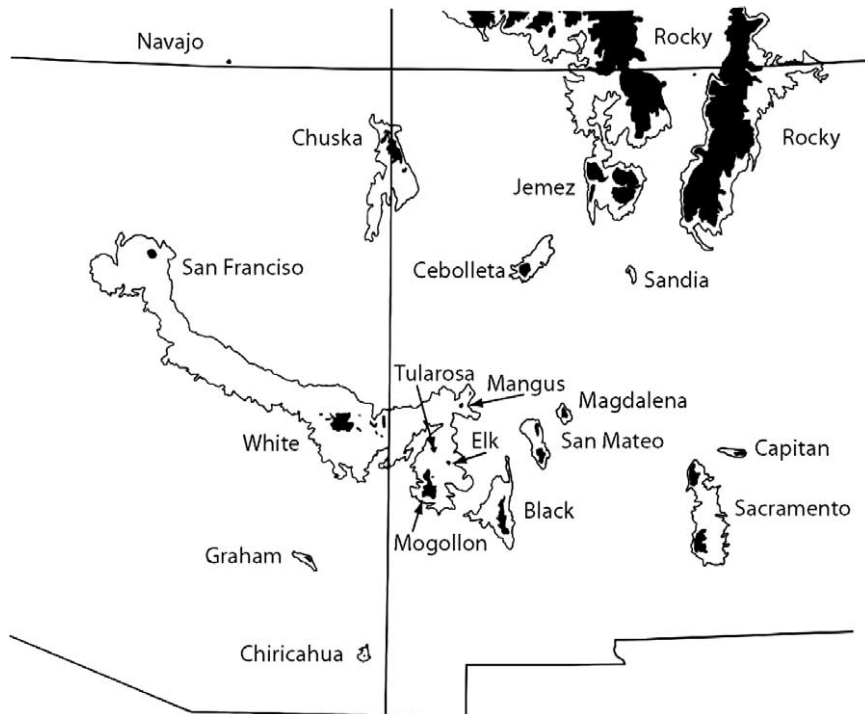 Navajo
Rocky
Chuska
Rocky
Jemez
San Franciso
Cebolleta
Sandia
Tularosa
Mangus
Magdalena
White
Elk
San Mateo
Capitan
Black
Sacramento
Mogollon
Graham
Chiricahua